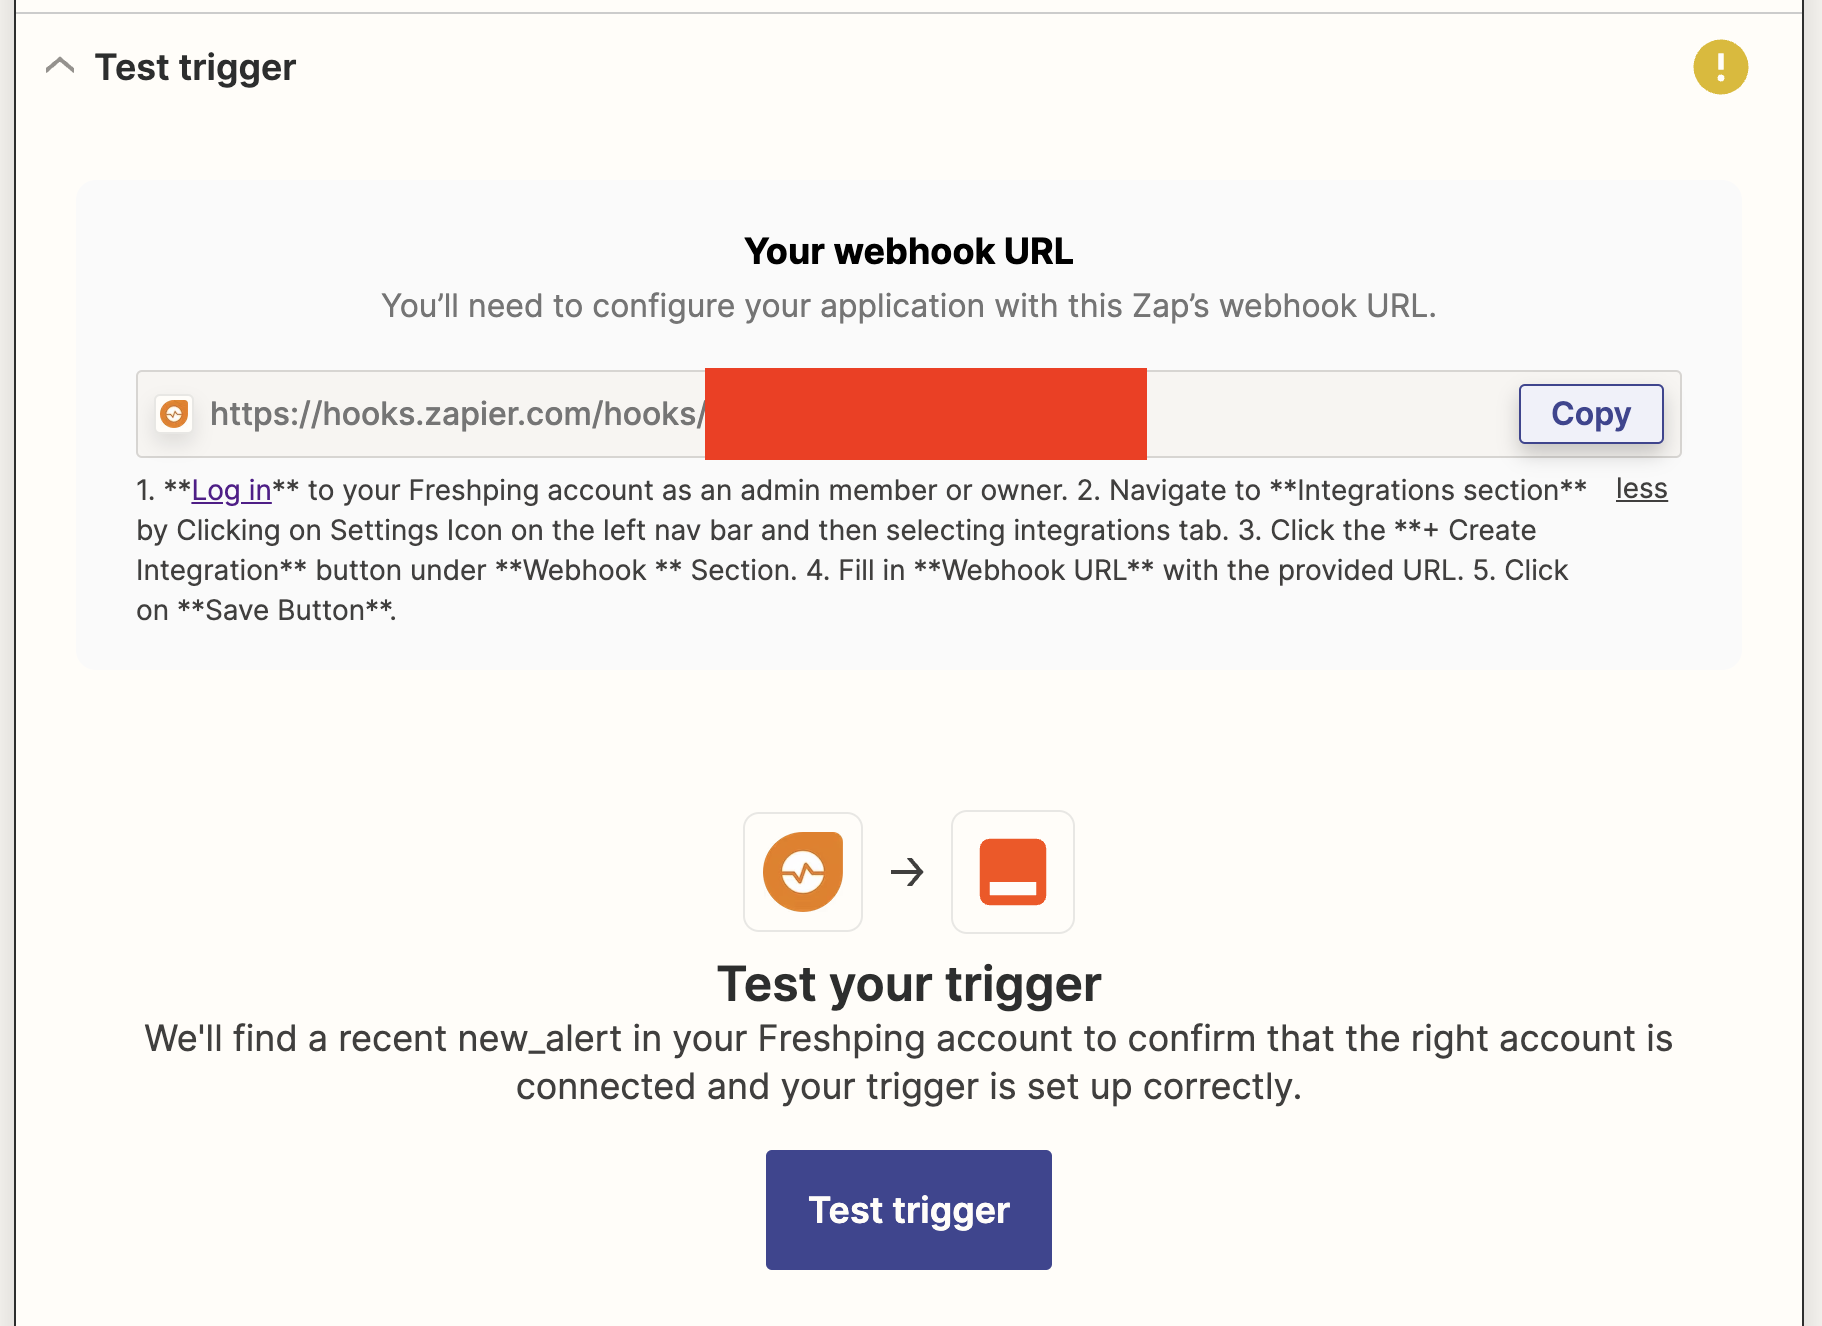 Test trigger
Your webhook URL
You’ll need to configure your application with this Zap’s webhook URL.
https://hooks.zapier.com/hooks/
Copy
1. **Log in** to your Freshping account as an admin member or owner. 2. Navigate to **Integrations section**
less
by Clicking on Settings Icon on the left nav bar and then selecting integrations tab. 3. Click the **+ Create
Integration** button under **Webhook ** Section. 4. Fill in **Webhook URL** with the provided URL. 5. Click
on **Save Button**.
Test your trigger
We'll find a recent new_alert in your Freshping account to confirm that the right account is
connected and your trigger is set up correctly.
Test trigger